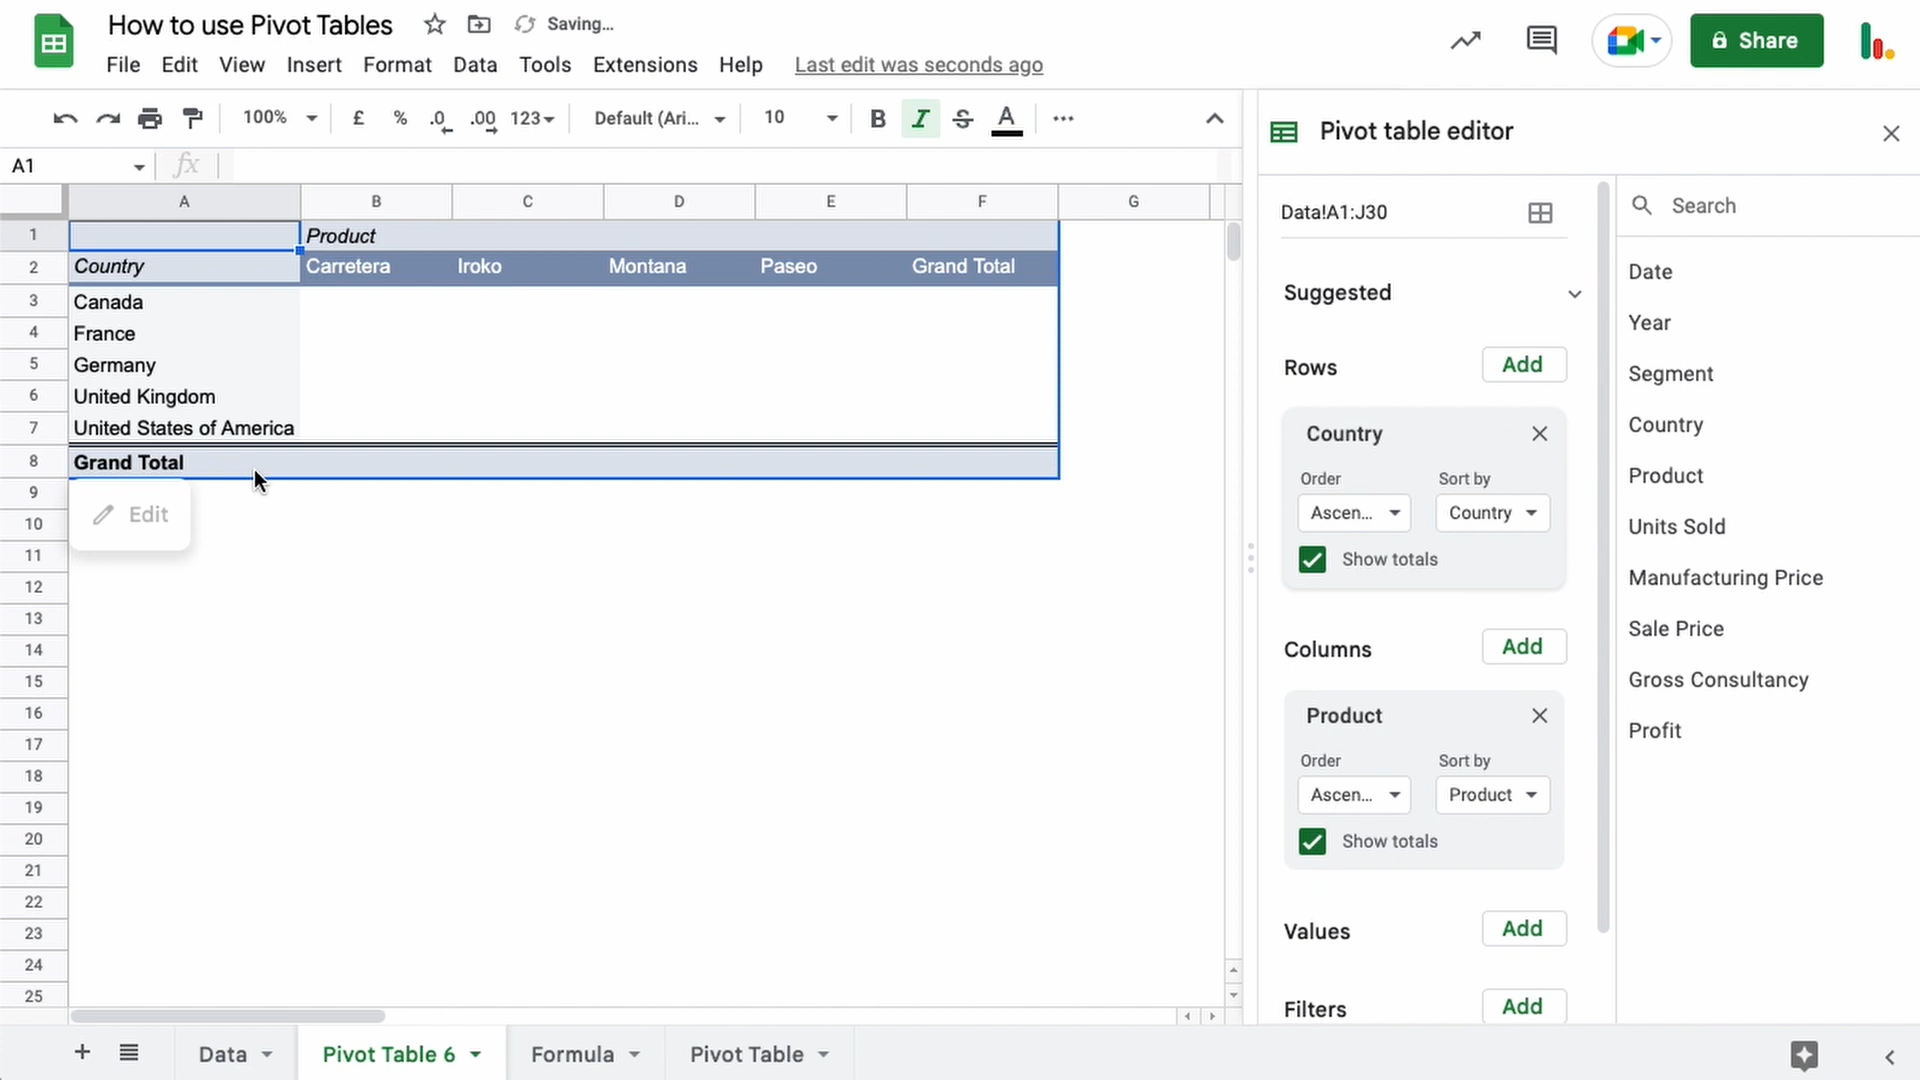 How to use Pivot Tables
Saving...
File Edit View Insert Format Data Tools Extensions Help Last edit was seconds ago
Share
100% £ % .0 .00 123 Default (Ari... 10 B I S A
A1 fx
A B C D E F G
1 Product
2 Country Carretera Iroko Montana Paseo Grand Total
3 Canada
4 France
5 Germany
6 United Kingdom
7 United States of America
8 Grand Total
9
Edit
10
11
12
13
14
15
16
17
18
19
20
21
22
23
24
25
Pivot table editor
Data!A1:J30
Suggested
Rows Add
Country
Order Sort by
Ascen... Country
Show totals
Columns Add
Product
Order Sort by
Ascen... Product
Show totals
Values Add
Filters Add
Search
Date
Year
Segment
Country
Product
Units Sold
Manufacturing Price
Sale Price
Gross Consultancy
Profit
Data Pivot Table 6 Formula Pivot Table